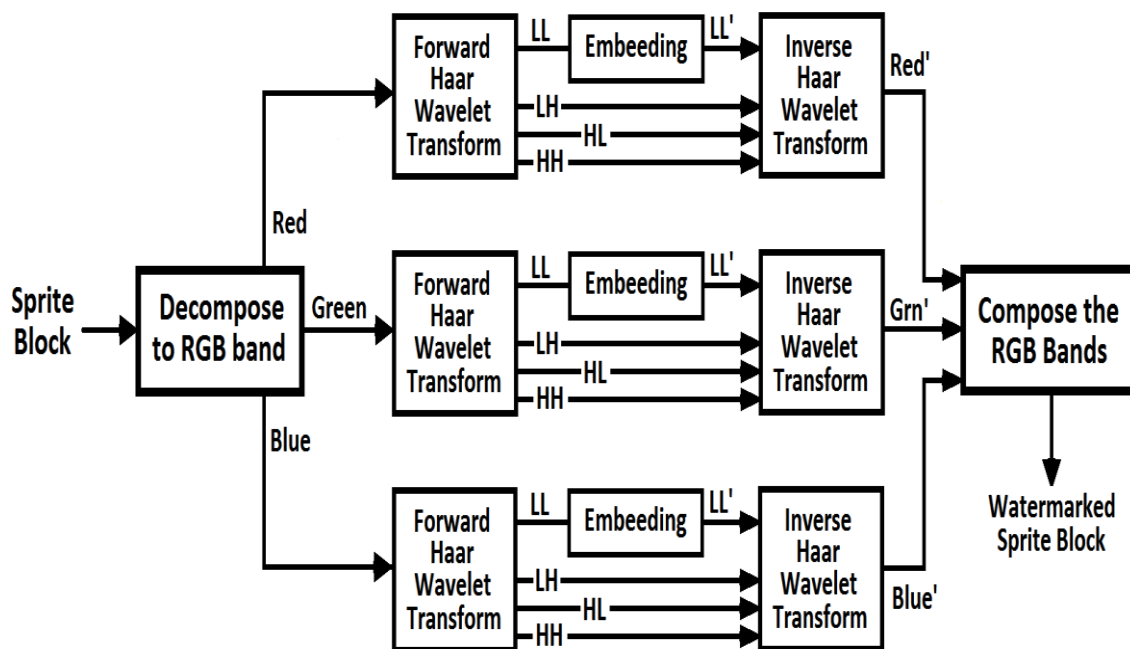 Forward
Haar
Wavelet
Transform
LL
Embeeding
LL'
LH
HL
HH
Inverse
Haar
Wavelet
Transform
Red'
Red
Sprite
Block
Decompose
to RGB band
Green
Forward
Haar
Wavelet
Transform
LL
Embeeding
LL'
LH
HL
HH
Inverse
Haar
Wavelet
Transform
Grn'
Compose the
RGB Bands
Blue
Forward
Haar
Wavelet
Transform
LL
Embeeding
LL'
LH
HL
HH
Inverse
Haar
Wavelet
Transform
Blue'
Watermarked
Sprite Block